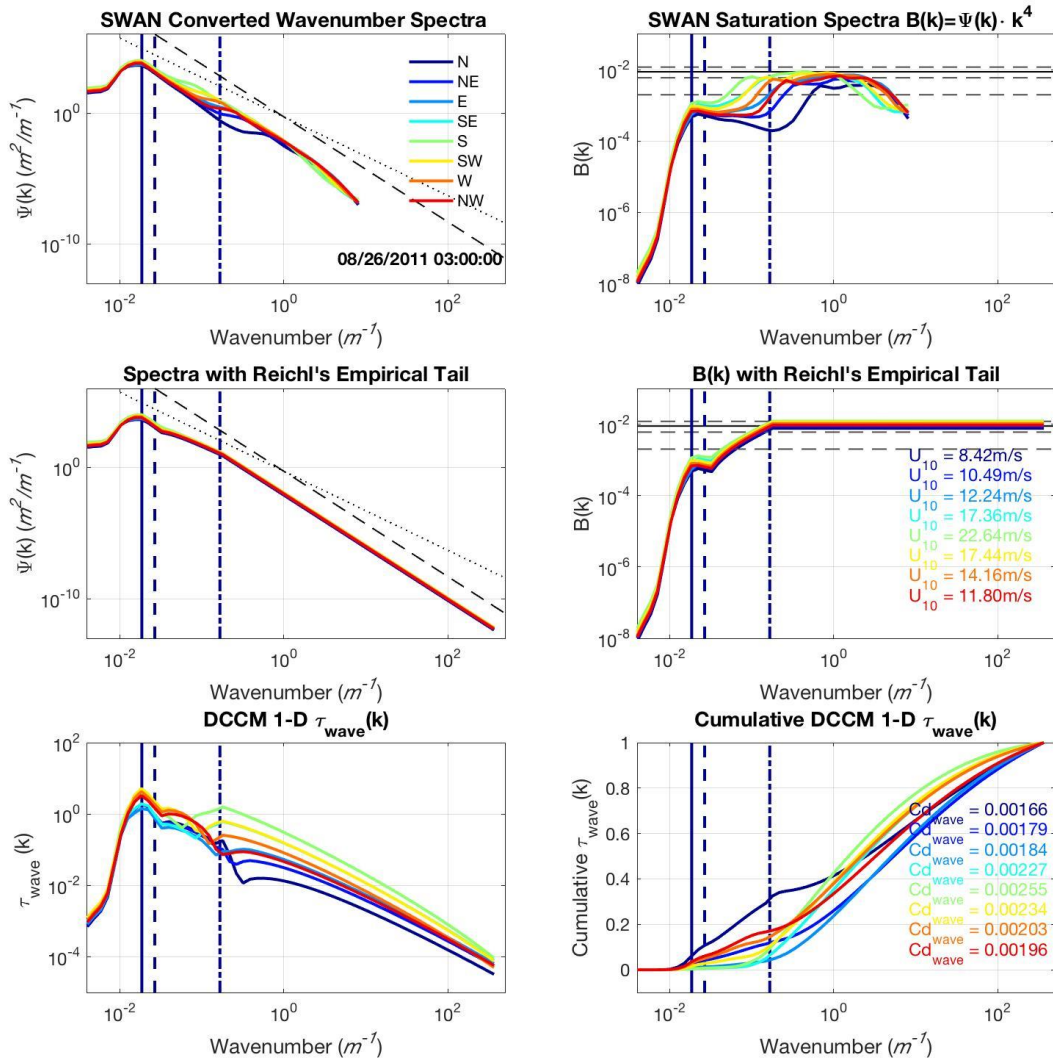 SWAN Converted Wavenumber Spectra
Ψ(k) (m²/m⁻¹)
10⁰
10⁻¹⁰
N
NE
E
SE
S
SW
W
NW
08/26/2011 03:00:00
10⁻² 10⁰ 10²
Wavenumber (m⁻¹)
SWAN Saturation Spectra B(k)=Ψ(k)· k⁴
B(k)
10⁻²
10⁻⁴
10⁻⁶
10⁻⁸
10⁻² 10⁰ 10²
Wavenumber (m⁻¹)
Spectra with Reichl's Empirical Tail
Ψ(k) (m²/m⁻¹)
10⁰
10⁻¹⁰
10⁻² 10⁰ 10²
Wavenumber (m⁻¹)
B(k) with Reichl's Empirical Tail
B(k)
10⁻²
10⁻⁴
10⁻⁶
10⁻⁸
U₁₀ = 8.42m/s
U₁₀ = 10.49m/s
U₁₀ = 12.24m/s
U₁₀ = 17.36m/s
U₁₀ = 22.64m/s
U₁₀ = 17.44m/s
U₁₀ = 14.16m/s
U₁₀ = 11.80m/s
10⁻² 10⁰ 10²
Wavenumber (m⁻¹)
DCCM 1-D τwave(k)
τwave (k)
10²
10⁰
10⁻²
10⁻⁴
10⁻² 10⁰ 10²
Wavenumber (m⁻¹)
Cumulative DCCM 1-D τwave(k)
Cumulative τwave(k)
1
0.8
0.6
0.4
0.2
0
Cdwave = 0.00166
Cdwave = 0.00179
Cdwave = 0.00184
Cdwave = 0.00227
Cdwave = 0.00255
Cdwave = 0.00234
Cdwave = 0.00203
Cdwave = 0.00196
10⁻² 10⁰ 10²
Wavenumber (m⁻¹)